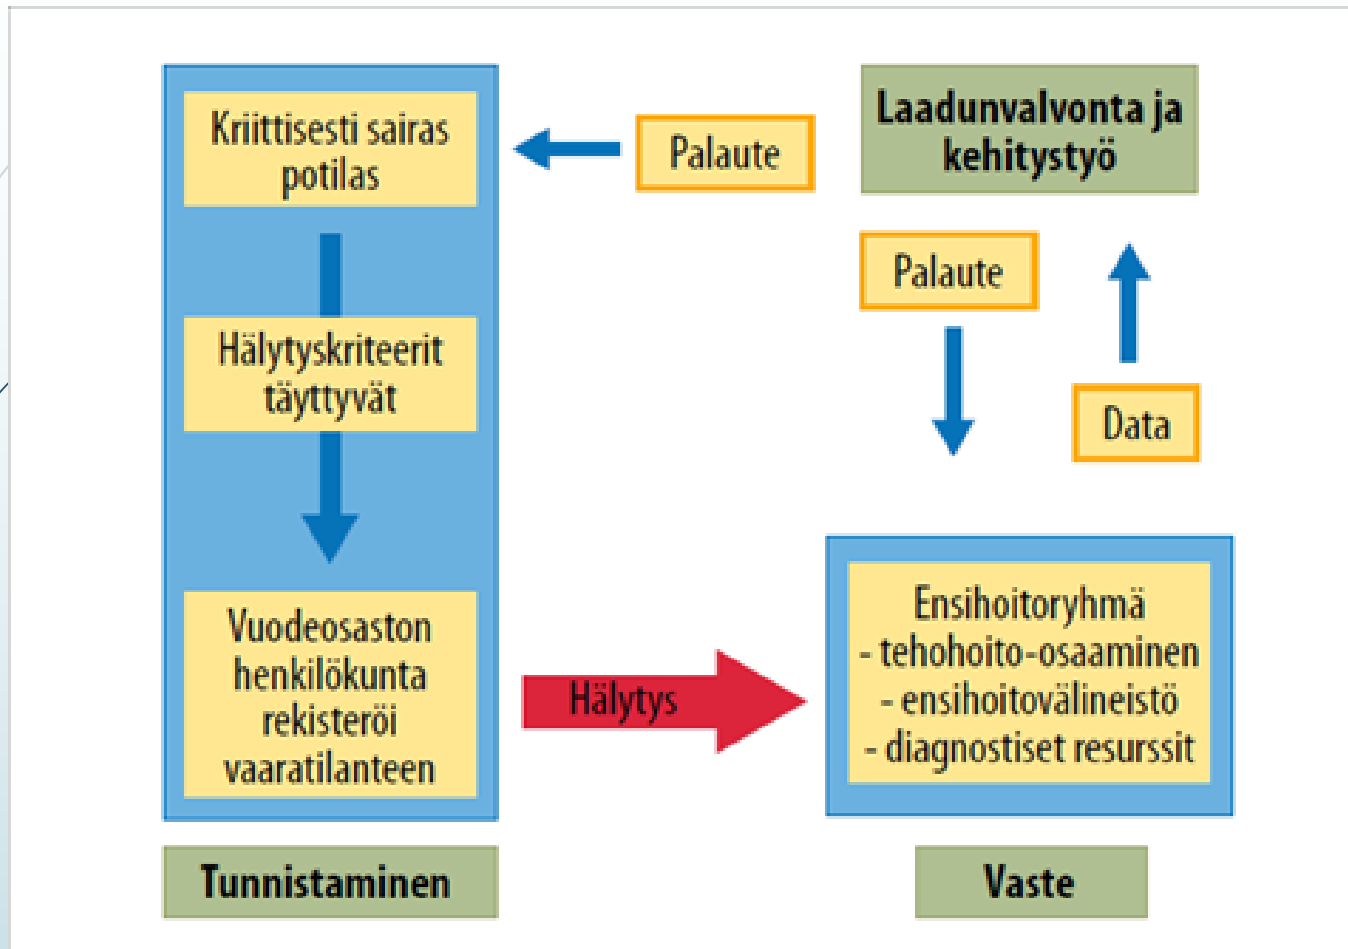 Kriittisesti sairas
potilas
Hälytyskriteerit
täyttyvät
Vuodeosaston
henkilökunta
rekisteröi
vaaratilanteen
Tunnistaminen
Hälytys
Palaute
Laadunvalvonta ja
kehitystyö
Palaute
Data
Ensihoitoryhmä
- tehohoito-osaaminen
- ensihoitovälineistö
- diagnostiset resurssit
Vaste